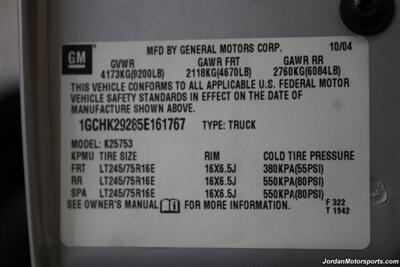 GM
MFD BY GENERAL MOTORS CORP. 10/04
GVWR GAWR FRT GAWR RR
4173KG(9200LB) 2118KG(4670LB) 2760KG(6084LB)
THIS VEHICLE CONFORMS TO ALL APPLICABLE U.S. FEDERAL MOTOR
VEHICLE SAFETY STANDARDS IN EFFECT ON THE DATE OF
MANUFACTURE SHOWN ABOVE.
1GCHK29285E161767 TYPE: TRUCK
MODEL: K25753
KPMU TIRE SIZE RIM COLD TIRE PRESSURE
FRT LT245/75R16E 16X6.5J 380KPA(55PSI)
RR LT245/75R16E 16X6.5J 550KPA(80PSI)
SPA LT245/75R16E 16X6.5J 550KPA(80PSI)
SEE OWNER'S MANUAL FOR MORE INFORMATION. F 322
T 1942
JordanMotorsports.com